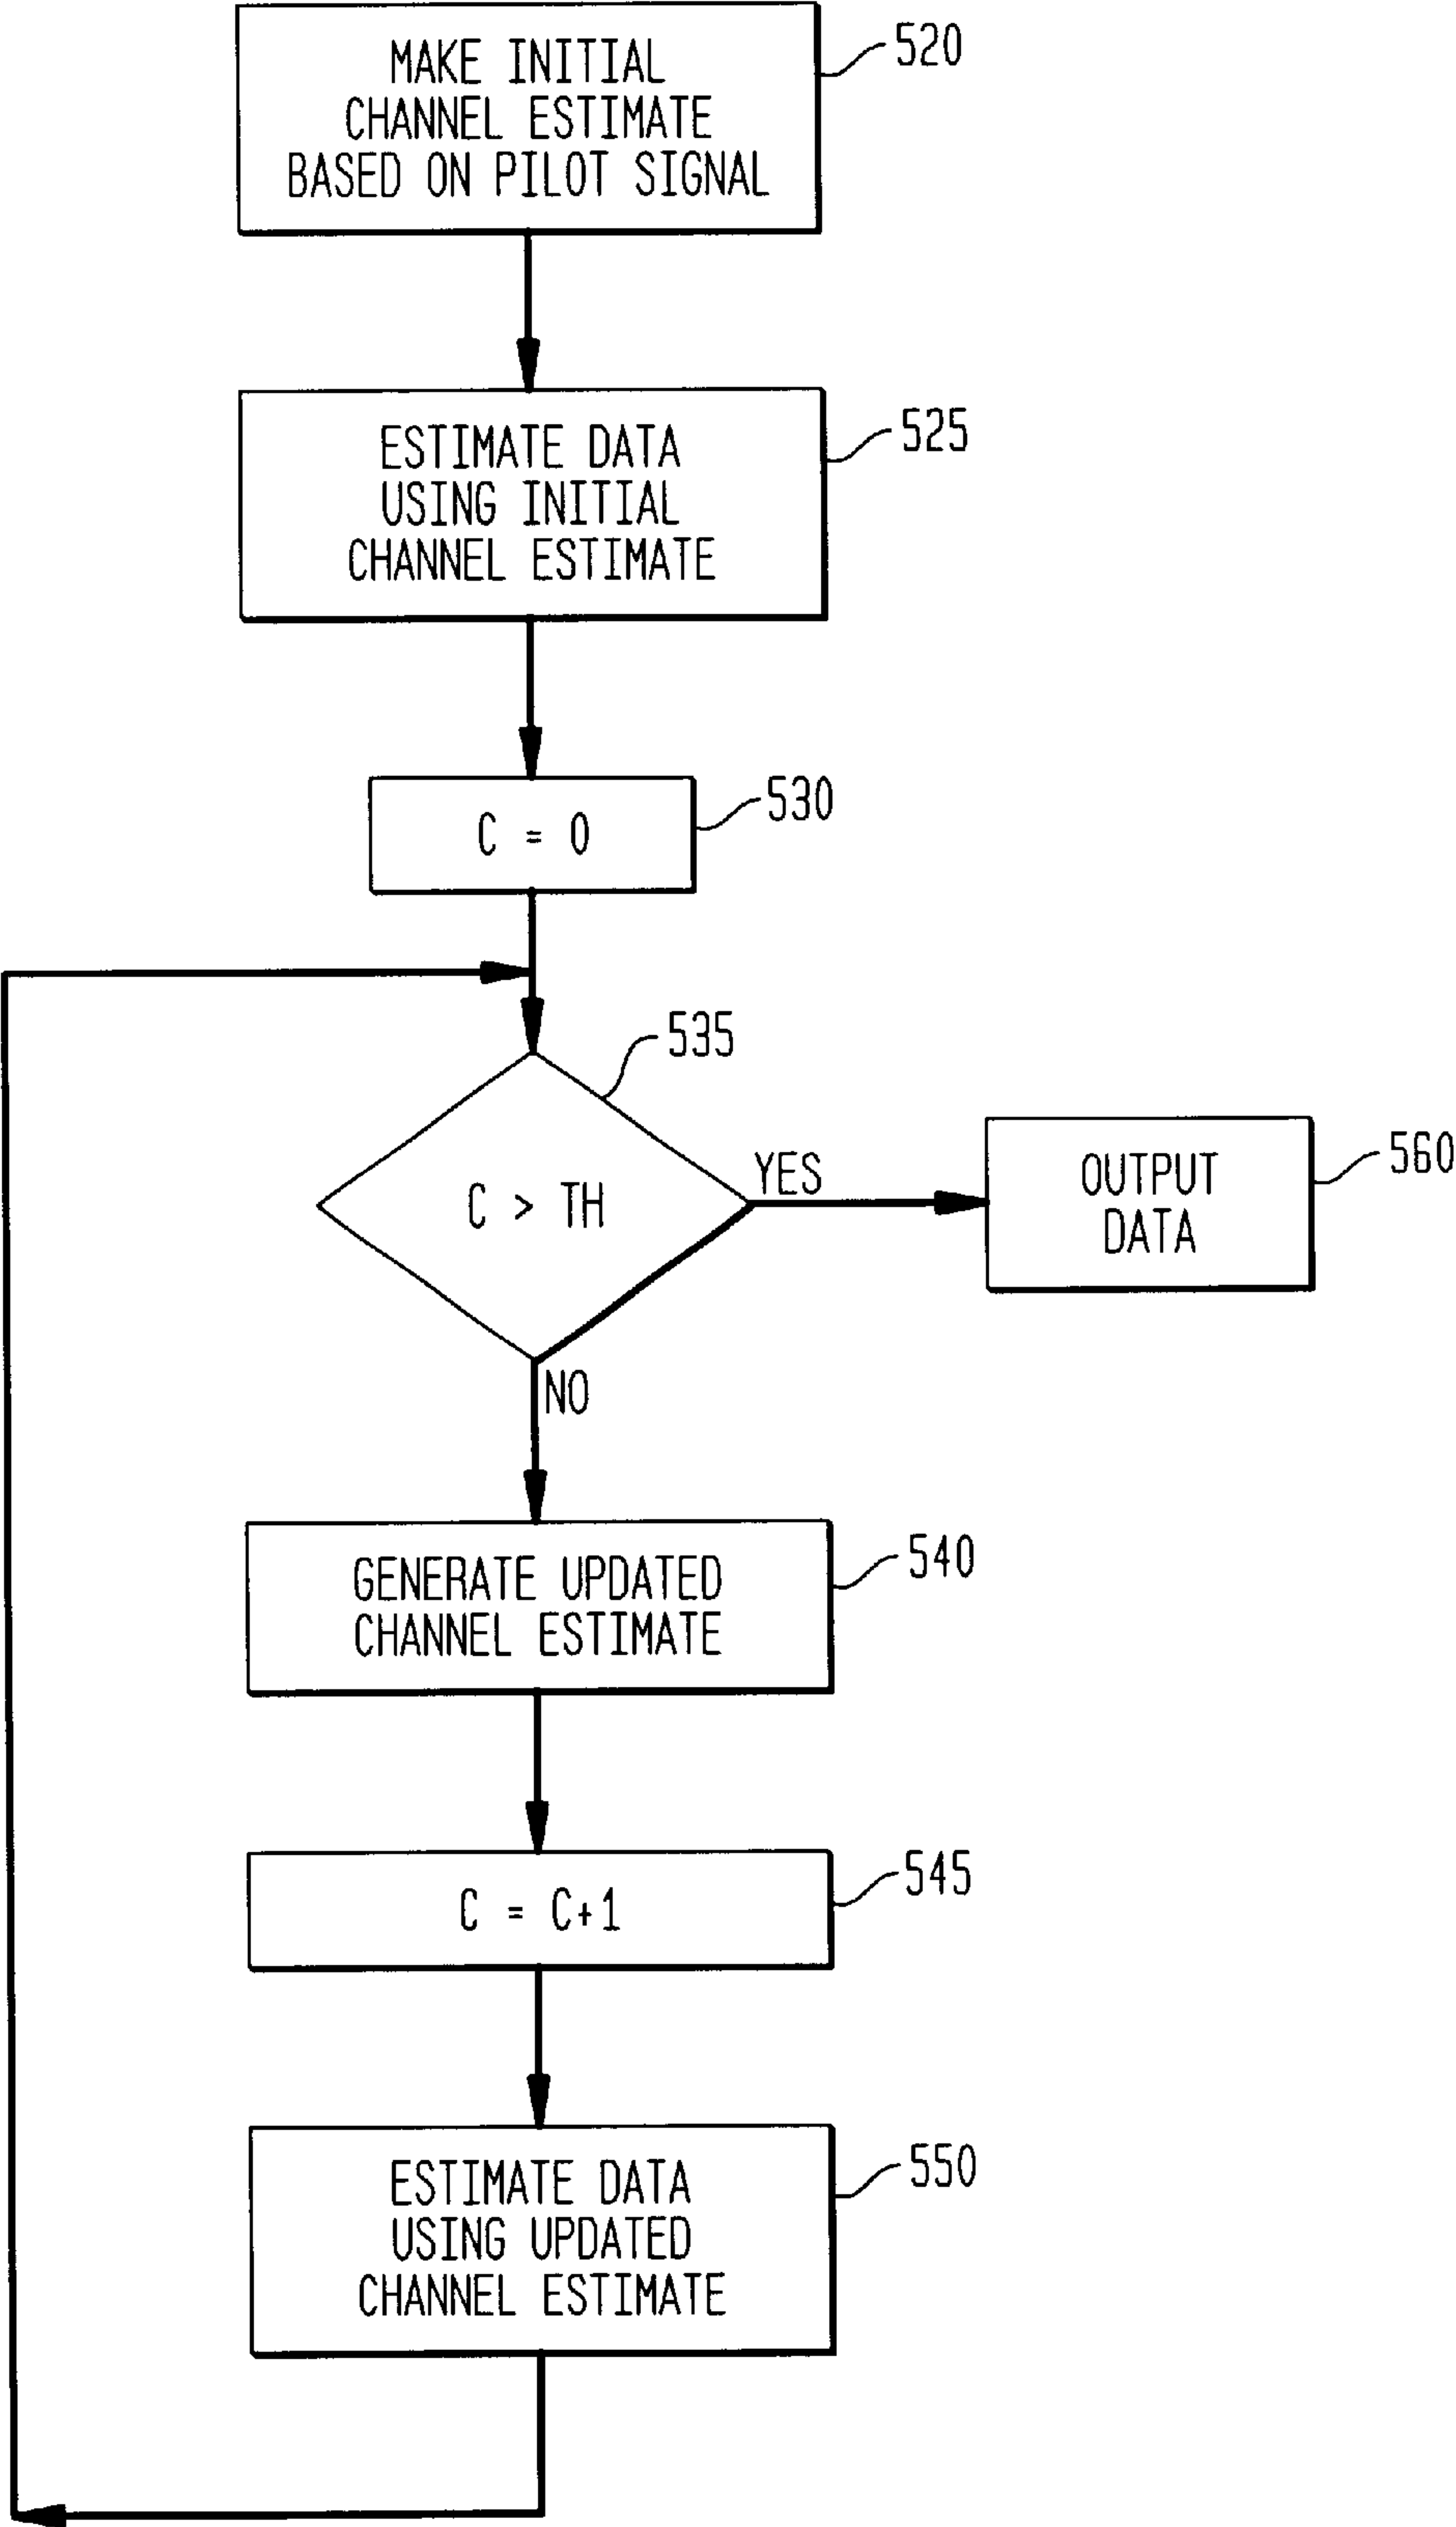 MAKE INITIAL
CHANNEL ESTIMATE
BASED ON PILOT SIGNAL
520
ESTIMATE DATA
USING INITIAL
CHANNEL ESTIMATE
525
C = 0
530
535
C > TH
YES
OUTPUT
DATA
560
NO
GENERATE UPDATED
CHANNEL ESTIMATE
540
C = C+1
545
ESTIMATE DATA
USING UPDATED
CHANNEL ESTIMATE
550